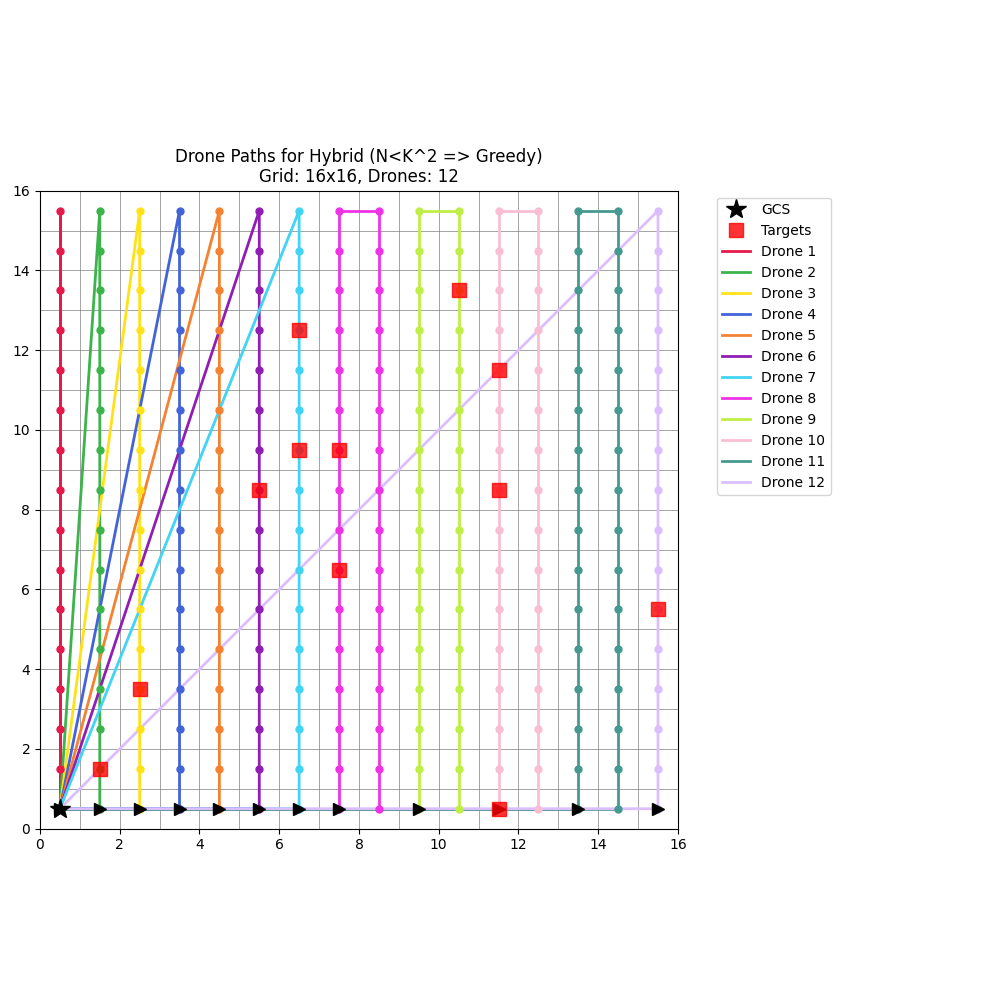 Drone Paths for Hybrid (N<K^2 => Greedy)
Grid: 16x16, Drones: 12
16
14
12
10
8
6
4
2
0
0 2 4 6 8 10 12 14 16
GCS
Targets
Drone 1
Drone 2
Drone 3
Drone 4
Drone 5
Drone 6
Drone 7
Drone 8
Drone 9
Drone 10
Drone 11
Drone 12